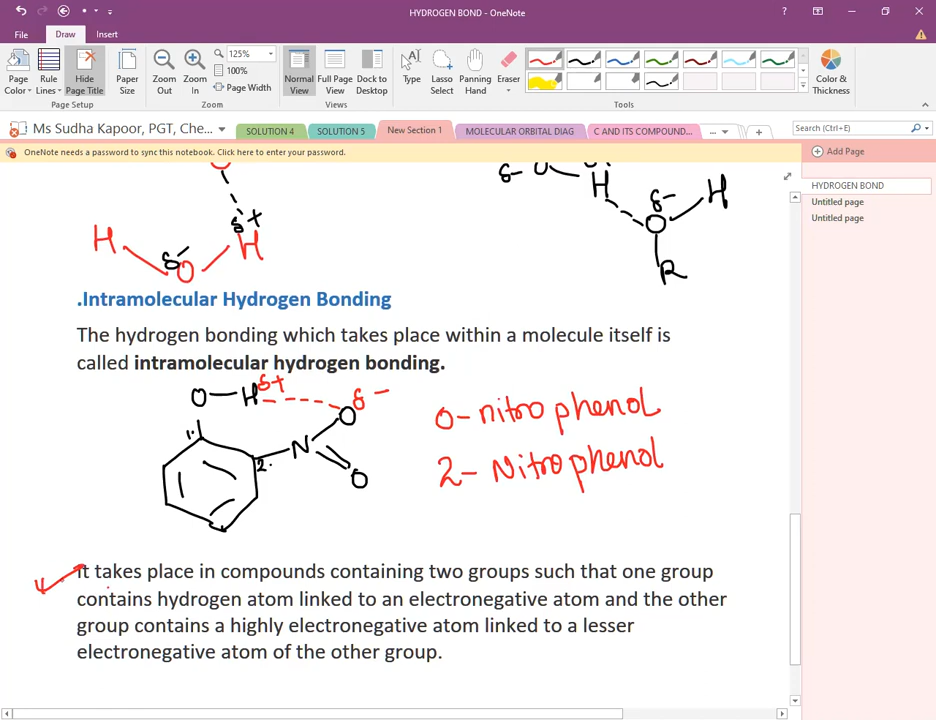 HYDROGEN BOND - OneNote
File Draw Insert
Page Color
Rule Lines
Hide Page Title
Paper Size
Zoom Out
Zoom In
125%
100%
Page Width
Normal View
Full Page View
Dock to Desktop
Type
Lasso Select
Panning Hand
Eraser
Color & Thickness
Page Setup Zoom Views Tools
Ms Sudha Kapoor, PGT, Che... SOLUTION 4 SOLUTION 5 New Section 1 MOLECULAR ORBITAL DIAG C AND ITS COMPOUND... ... Search (Ctrl+E)
OneNote needs a password to sync this notebook. Click here to enter your password.
Add Page
HYDROGEN BOND
Untitled page
Untitled page
δ- O
H δ- H
O
R
δ+
H H
δ- O
.Intramolecular Hydrogen Bonding
The hydrogen bonding which takes place within a molecule itself is
called intramolecular hydrogen bonding.
O-H δ+ δ-
O
1 N
2
O
O- nitrophenol
2- Nitrophenol
It takes place in compounds containing two groups such that one group
contains hydrogen atom linked to an electronegative atom and the other
group contains a highly electronegative atom linked to a lesser
electronegative atom of the other group.